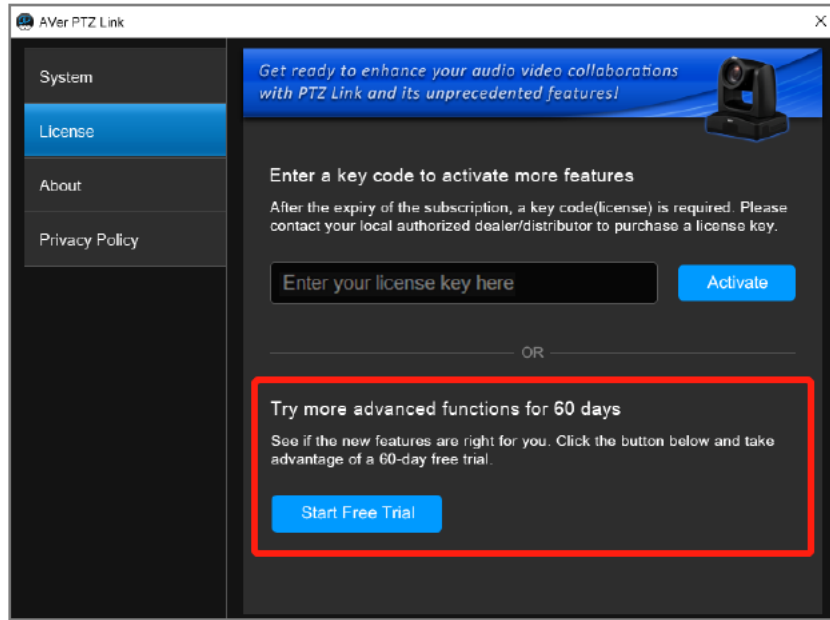 AVer PTZ Link
System
License
About
Privacy Policy
Get ready to enhance your audio video collaborations
with PTZ Link and its unprecedented features!
Enter a key code to activate more features
After the expiry of the subscription, a key code(license) is required. Please
contact your local authorized dealer/distributor to purchase a license key.
Enter your license key here
Activate
OR
Try more advanced functions for 60 days
See if the new features are right for you. Click the button below and take
advantage of a 60-day free trial.
Start Free Trial